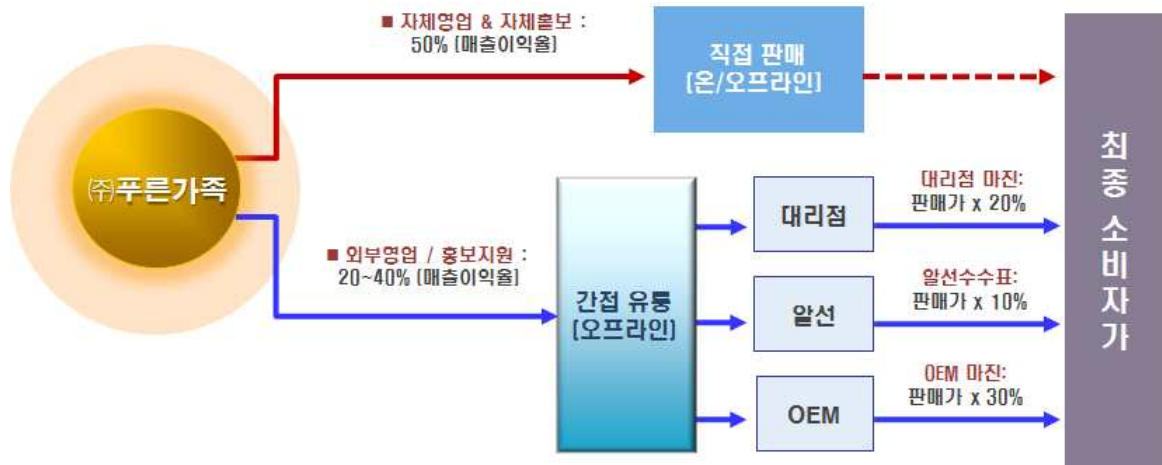 ■ 자체영업 & 자체홀보 :
50% [매출이익율]
직접 판매
[온/오프라인]
㈜푸른가족
■ 외부영업 / 홍보지원 :
20~40% [매출이익율]
간접 유통
[오프라인]
대리점
대리점 마진:
판매가 x 20%
알선
알선수수표:
판매가 x 10%
OEM
OEM 마진:
판매가 x 30%
최종 소비자가